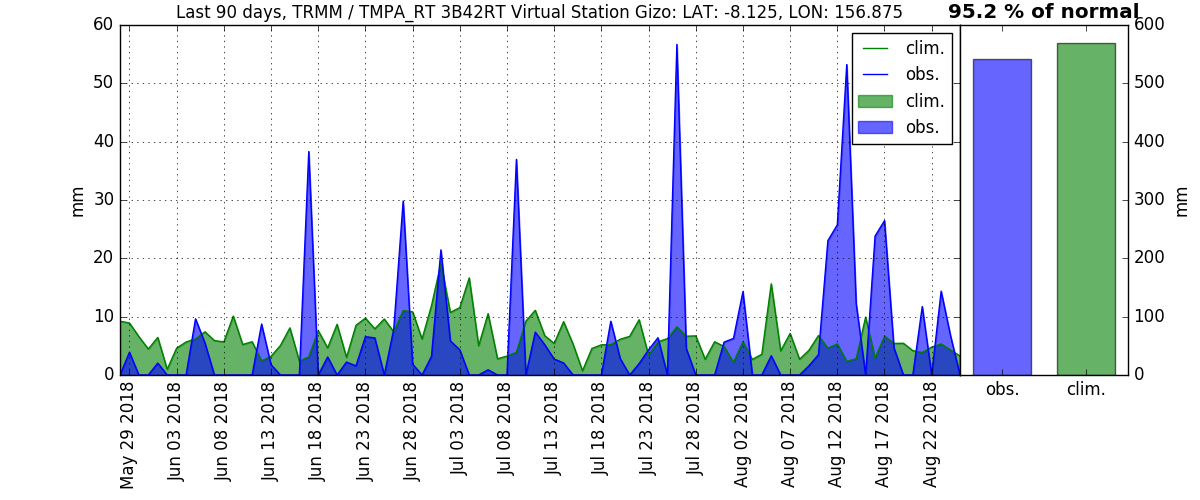 Last 90 days, TRMM / TMPA_RT 3B42RT Virtual Station Gizo: LAT: -8.125, LON: 156.875
95.2 % of normal
60
50
40
30
20
10
0
mm
clim.
obs.
clim.
obs.
600
500
400
300
200
100
0
mm
May 29 2018
Jun 03 2018
Jun 08 2018
Jun 13 2018
Jun 18 2018
Jun 23 2018
Jun 28 2018
Jul 03 2018
Jul 08 2018
Jul 13 2018
Jul 18 2018
Jul 23 2018
Jul 28 2018
Aug 02 2018
Aug 07 2018
Aug 12 2018
Aug 17 2018
Aug 22 2018
obs.
clim.